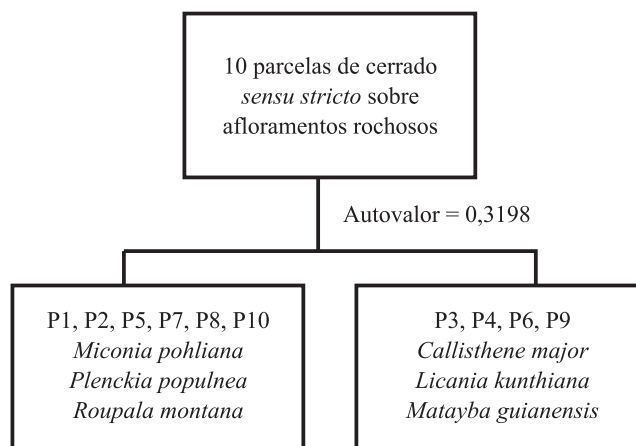 10 parcelas de cerrado
sensu stricto sobre
afloramentos rochosos
Autovalor = 0,3198
P1, P2, P5, P7, P8, P10
Miconia pohliana
Plenckia populnea
Roupala montana
P3, P4, P6, P9
Callisthene major
Licania kunthiana
Matayba guianensis